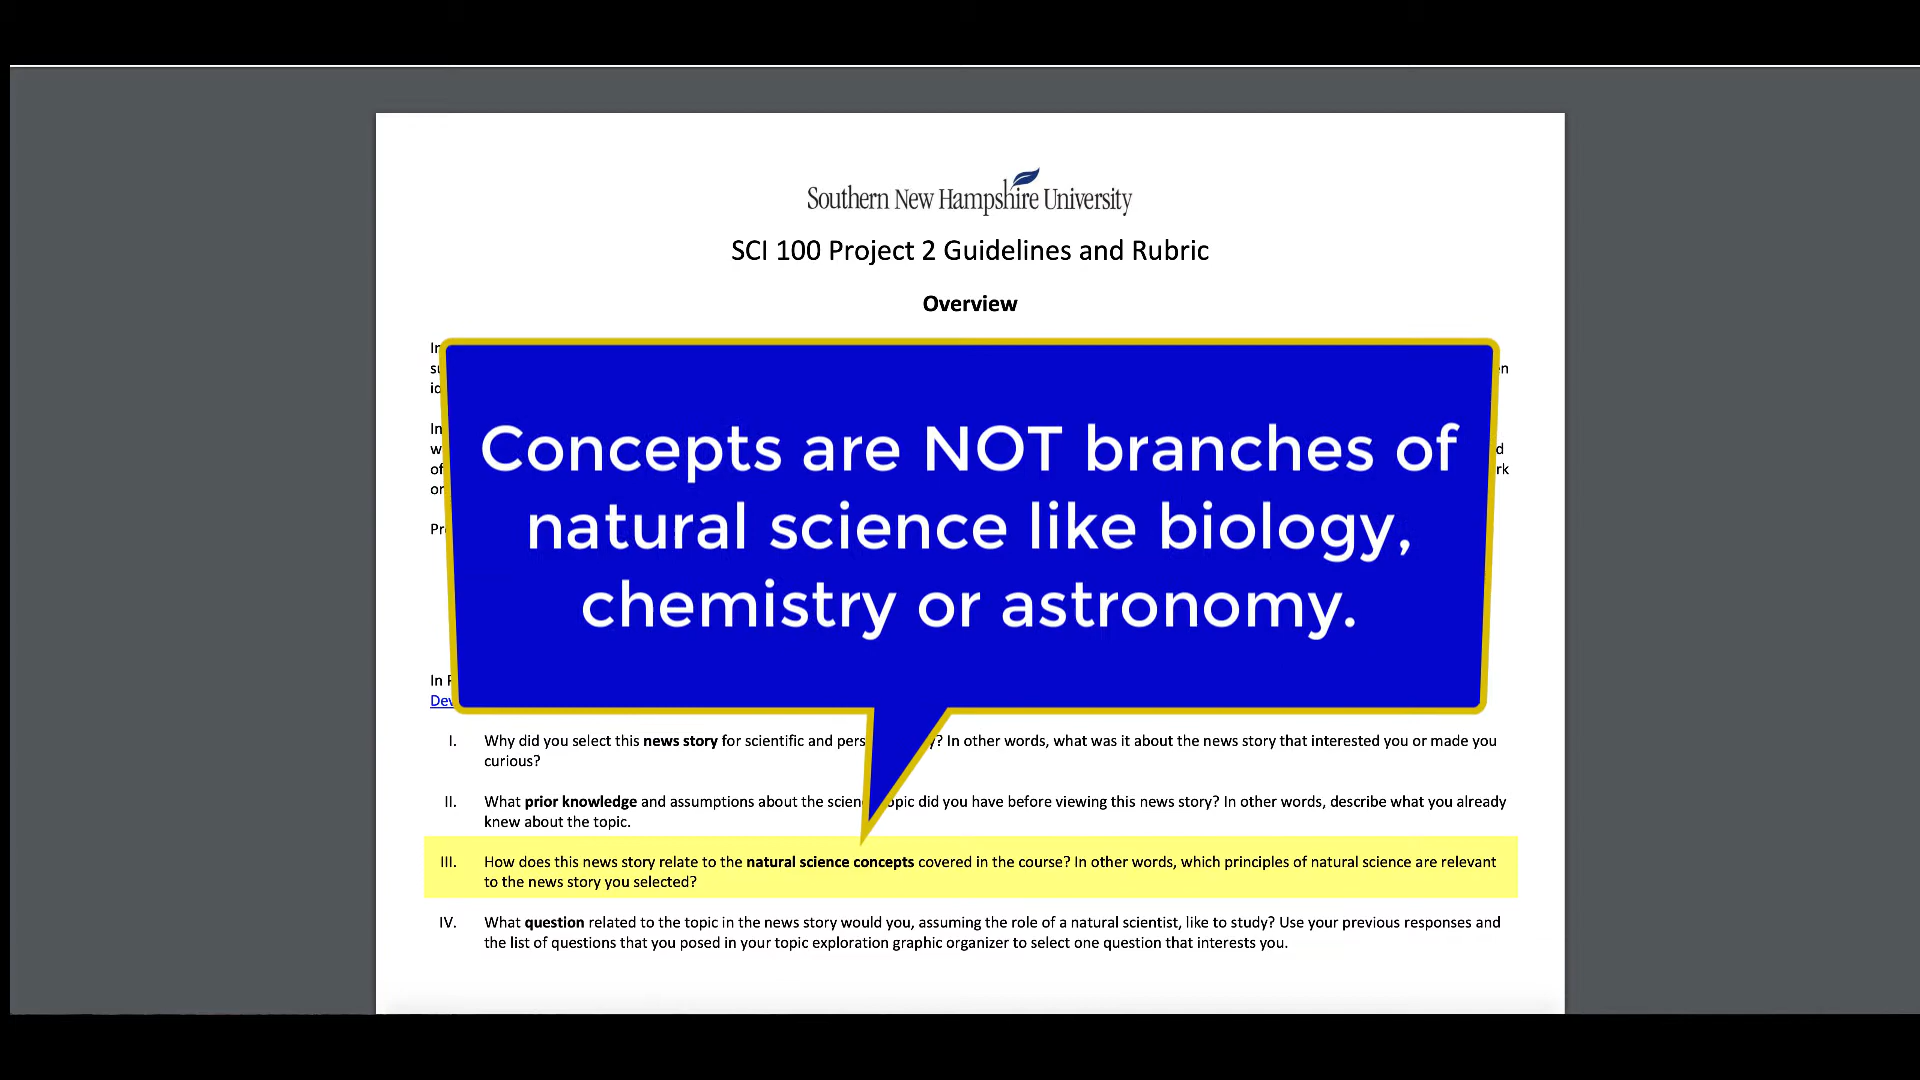 Southern New Hampshire University
SCI 100 Project 2 Guidelines and Rubric
Overview
Concepts are NOT branches of
natural science like biology,
chemistry or astronomy.
In
I. Why did you select this news story for scientific and ? In other words, what was it about the news story that interested you or made you
curious?
II. What prior knowledge and assumptions about the did you have before viewing this news story? In other words, describe what you already
knew about the topic.
III. How does this news story relate to the natural science concepts covered in the course? In other words, which principles of natural science are relevant
to the news story you selected?
IV. What question related to the topic in the news story would you, assuming the role of a natural scientist, like to study? Use your previous responses and
the list of questions that you posed in your topic exploration graphic organizer to select one question that interests you.